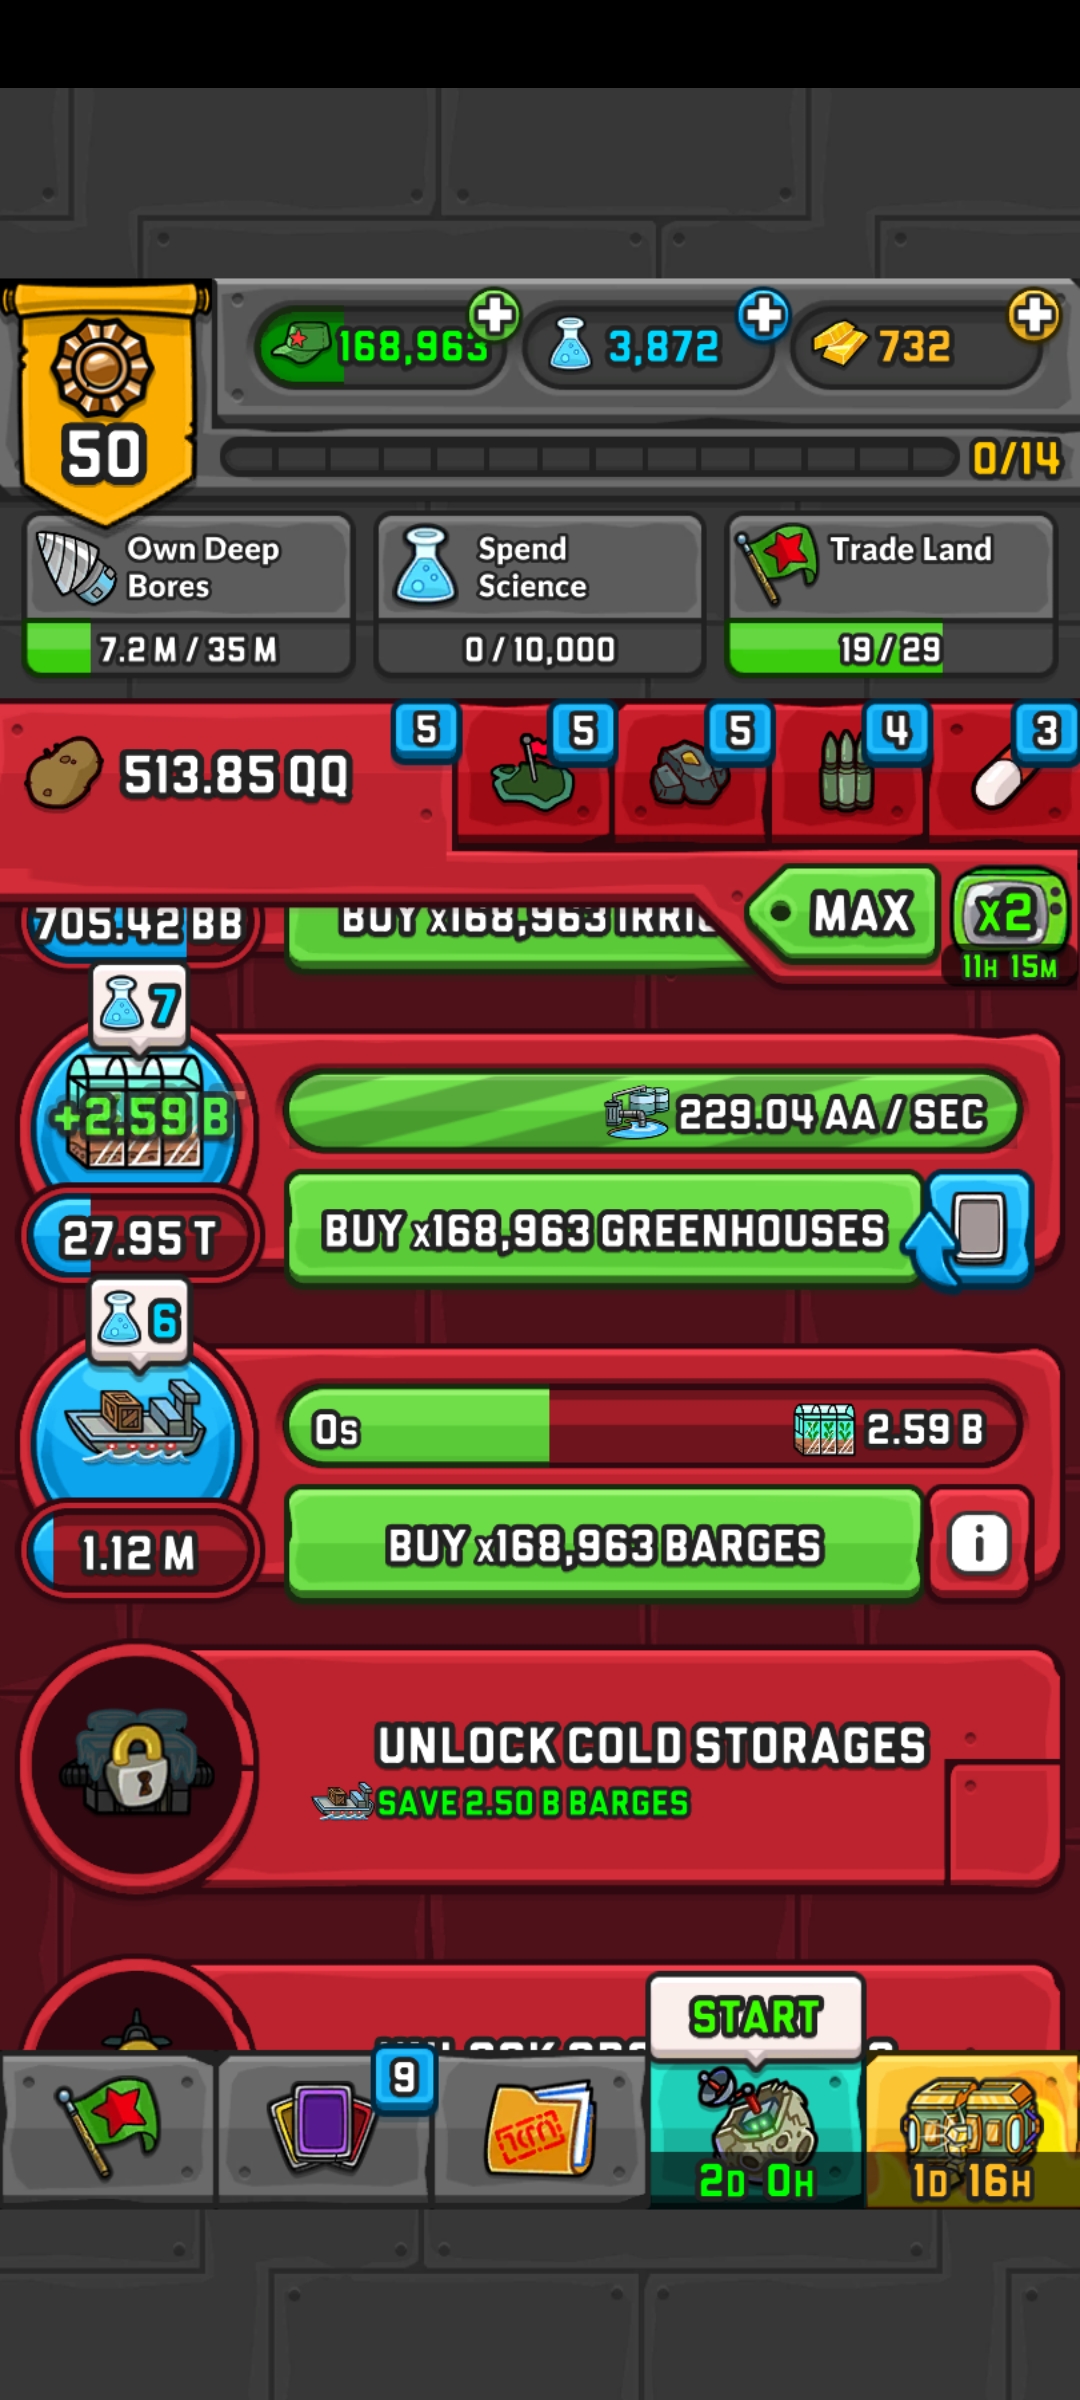 168,963
3,872
732
50
0/14
Own Deep Bores
7.2 M / 35 M
Spend Science
0 / 10,000
Trade Land
19 / 29
513.85 QQ
5
5
5
4
3
MAX
x2
11H 15M
705.42 BB
BUY x168,963
7
+2.59 B
229.04 AA / SEC
27.95 T
BUY x168,963 GREENHOUSES
6
0s
2.59 B
1.12 M
BUY x168,963 BARGES
UNLOCK COLD STORAGES
SAVE 2.50 B BARGES
START
9
2D 0H
1D 16H